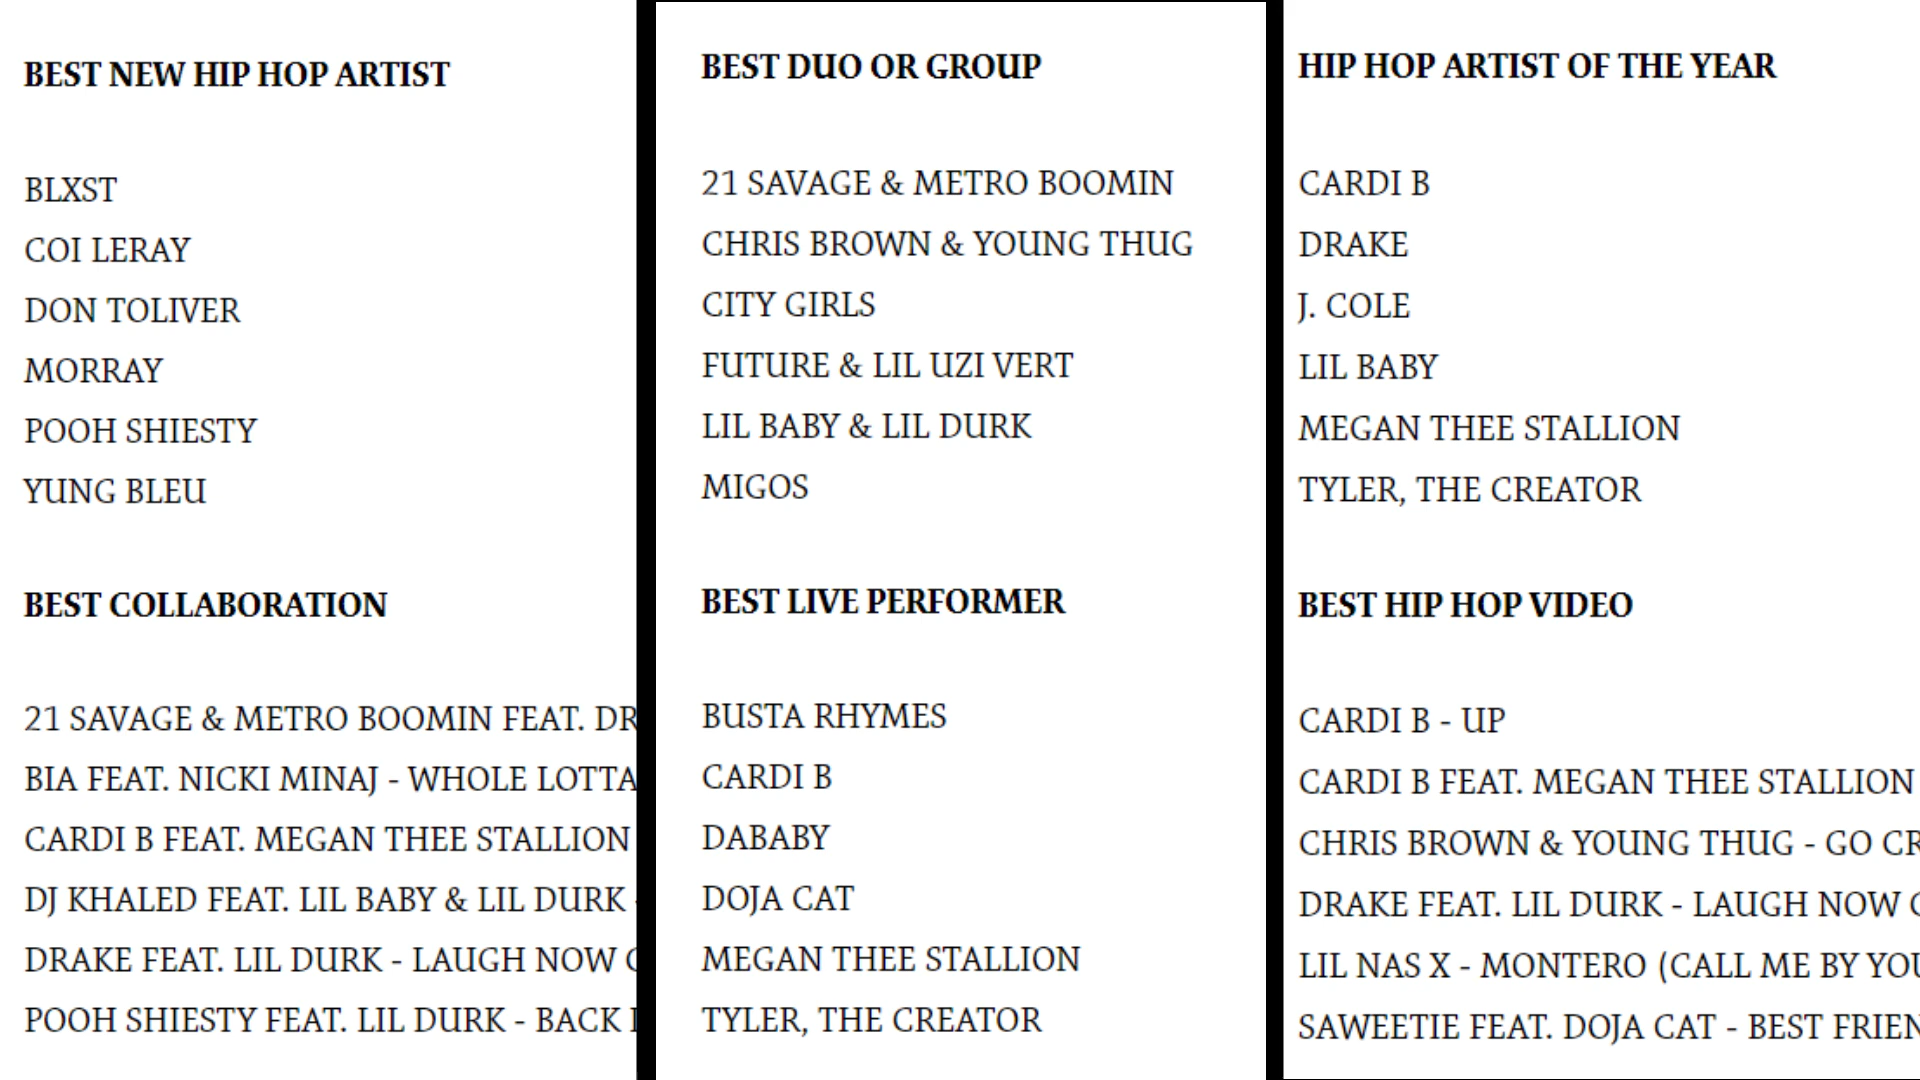 BEST NEW HIP HOP ARTIST
BLXST
COI LERAY
DON TOLIVER
MORRAY
POOH SHIESTY
YUNG BLEU
BEST COLLABORATION
21 SAVAGE & METRO BOOMIN FEAT. DR
BIA FEAT. NICKI MINAJ - WHOLE LOTTA
CARDI B FEAT. MEGAN THEE STALLION
DJ KHALED FEAT. LIL BABY & LIL DURK -
DRAKE FEAT. LIL DURK - LAUGH NOW
POOH SHIESTY FEAT. LIL DURK - BACK
BEST DUO OR GROUP
21 SAVAGE & METRO BOOMIN
CHRIS BROWN & YOUNG THUG
CITY GIRLS
FUTURE & LIL UZI VERT
LIL BABY & LIL DURK
MIGOS
BEST LIVE PERFORMER
BUSTA RHYMES
CARDI B
DABABY
DOJA CAT
MEGAN THEE STALLION
TYLER, THE CREATOR
HIP HOP ARTIST OF THE YEAR
CARDI B
DRAKE
J. COLE
LIL BABY
MEGAN THEE STALLION
TYLER, THE CREATOR
BEST HIP HOP VIDEO
CARDI B - UP
CARDI B FEAT. MEGAN THEE STALLION
CHRIS BROWN & YOUNG THUG - GO CR
DRAKE FEAT. LIL DURK - LAUGH NOW
LIL NAS X - MONTERO (CALL ME BY YOU
SAWEETIE FEAT. DOJA CAT - BEST FRIEN